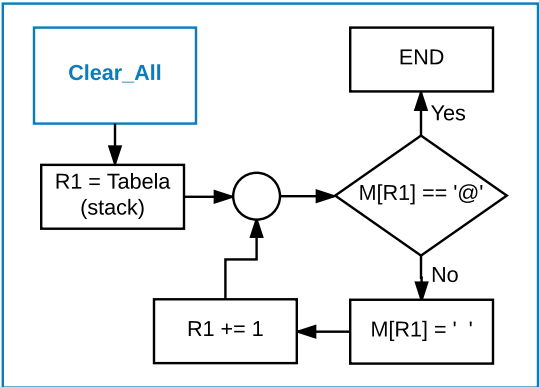 Clear_All
END
Yes
R1 = Tabela
(stack)
M[R1] == '@'
No
R1 += 1
M[R1] = '  '